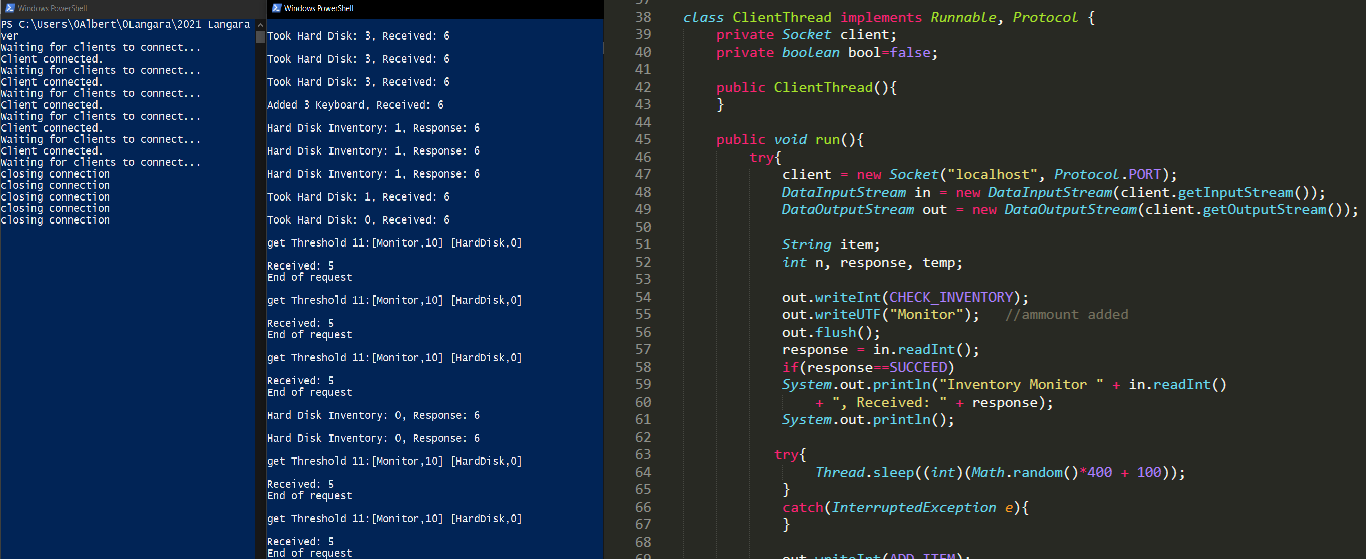 Windows PowerShell
PS C:\Users\OAlbert\OLangara\2021 Langara
ver
Waiting for clients to connect...
Client connected.
Waiting for clients to connect...
Client connected.
Waiting for clients to connect...
Client connected.
Waiting for clients to connect...
Client connected.
Waiting for clients to connect...
Client connected.
Waiting for clients to connect...
closing connection
closing connection
closing connection
closing connection
closing connection
Windows PowerShell
Took Hard Disk: 3, Received: 6
Took Hard Disk: 3, Received: 6
Took Hard Disk: 3, Received: 6
Added 3 Keyboard, Received: 6
Hard Disk Inventory: 1, Response: 6
Hard Disk Inventory: 1, Response: 6
Hard Disk Inventory: 1, Response: 6
Took Hard Disk: 1, Received: 6
Took Hard Disk: 0, Received: 6
get Threshold 11:[Monitor,10] [HardDisk,0]
Received: 5
End of request
get Threshold 11:[Monitor,10] [HardDisk,0]
Received: 5
End of request
get Threshold 11:[Monitor,10] [HardDisk,0]
Received: 5
End of request
Hard Disk Inventory: 0, Response: 6
Hard Disk Inventory: 0, Response: 6
get Threshold 11:[Monitor,10] [HardDisk,0]
Received: 5
End of request
get Threshold 11:[Monitor,10] [HardDisk,0]
Received: 5
End of request
37
38 class ClientThread implements Runnable, Protocol {
39 private Socket client;
40 private boolean bool=false;
41
42 public ClientThread(){
43 }
44
45 public void run(){
46 try{
47 client = new Socket("localhost", Protocol.PORT);
48 DataInputStream in = new DataInputStream(client.getInputStream());
49 DataOutputStream out = new DataOutputStream(client.getOutputStream());
50
51 String item;
52 int n, response, temp;
53
54 out.writeInt(CHECK_INVENTORY);
55 out.writeUTF("Monitor"); //ammount added
56 out.flush();
57 response = in.readInt();
58 if(response==SUCCEED)
59 System.out.println("Inventory Monitor " + in.readInt()
60 + ", Received: " + response);
61 System.out.println();
62
63 try{
64 Thread.sleep((int)(Math.random()*400 + 100));
65 }
66 catch(InterruptedException e){
67 }
68
69 out.writeInt(ADD_ITEM);